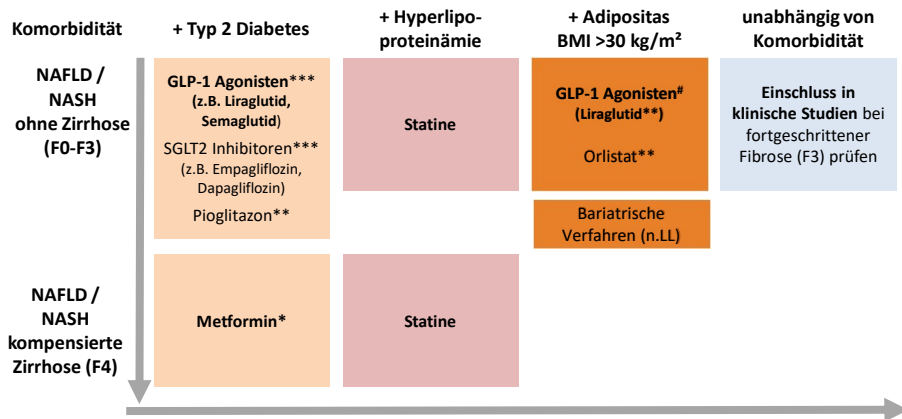 Komorbidität
+ Typ 2 Diabetes
+ Hyperlipo-
proteinämie
+ Adipositas
BMI >30 kg/m²
unabhängig von
Komorbidität
NAFLD /
NASH
ohne Zirrhose
(F0-F3)
GLP-1 Agonisten***
(z.B. Liraglutid,
Semaglutid)
SGLT2 Inhibitoren***
(z.B. Empagliflozin,
Dapagliflozin)
Pioglitazon**
Statine
GLP-1 Agonisten#
(Liraglutid**)
Orlistat**
Einschluss in
klinische Studien bei
fortgeschrittener
Fibrose (F3) prüfen
Bariatrische
Verfahren (n.LL)
NAFLD /
NASH
kompensierte
Zirrhose (F4)
Metformin*
Statine